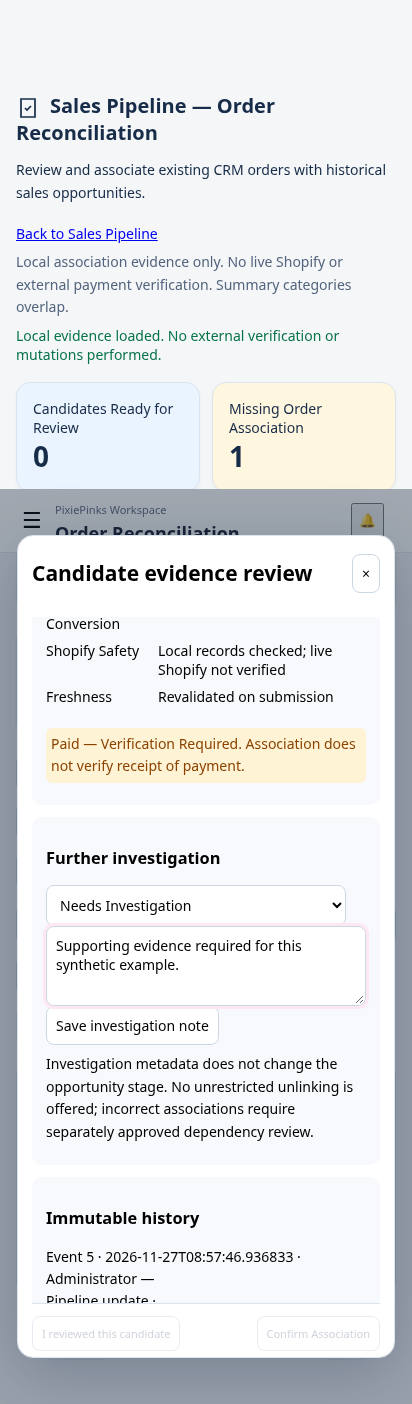 Sales Pipeline — Order
Reconciliation
Review and associate existing CRM orders with historical
sales opportunities.
Back to Sales Pipeline
Local association evidence only. No live Shopify or
external payment verification. Summary categories
overlap.
Local evidence loaded. No external verification or
mutations performed.
Candidates Ready for
Review
0
Missing Order
Association
1
PixiePinks Workspace
Order Reconciliation
Candidate evidence review
×
Conversion
Shopify Safety
Local records checked; live
Shopify not verified
Freshness
Revalidated on submission
Paid — Verification Required. Association does
not verify receipt of payment.
Further investigation
Needs Investigation
Supporting evidence required for this
synthetic example.
Save investigation note
Investigation metadata does not change the
opportunity stage. No unrestricted unlinking is
offered; incorrect associations require
separately approved dependency review.
Immutable history
Event 5 · 2026-11-27T08:57:46.936833 ·
Administrator —
Pipeline update ·
I reviewed this candidate
Confirm Association